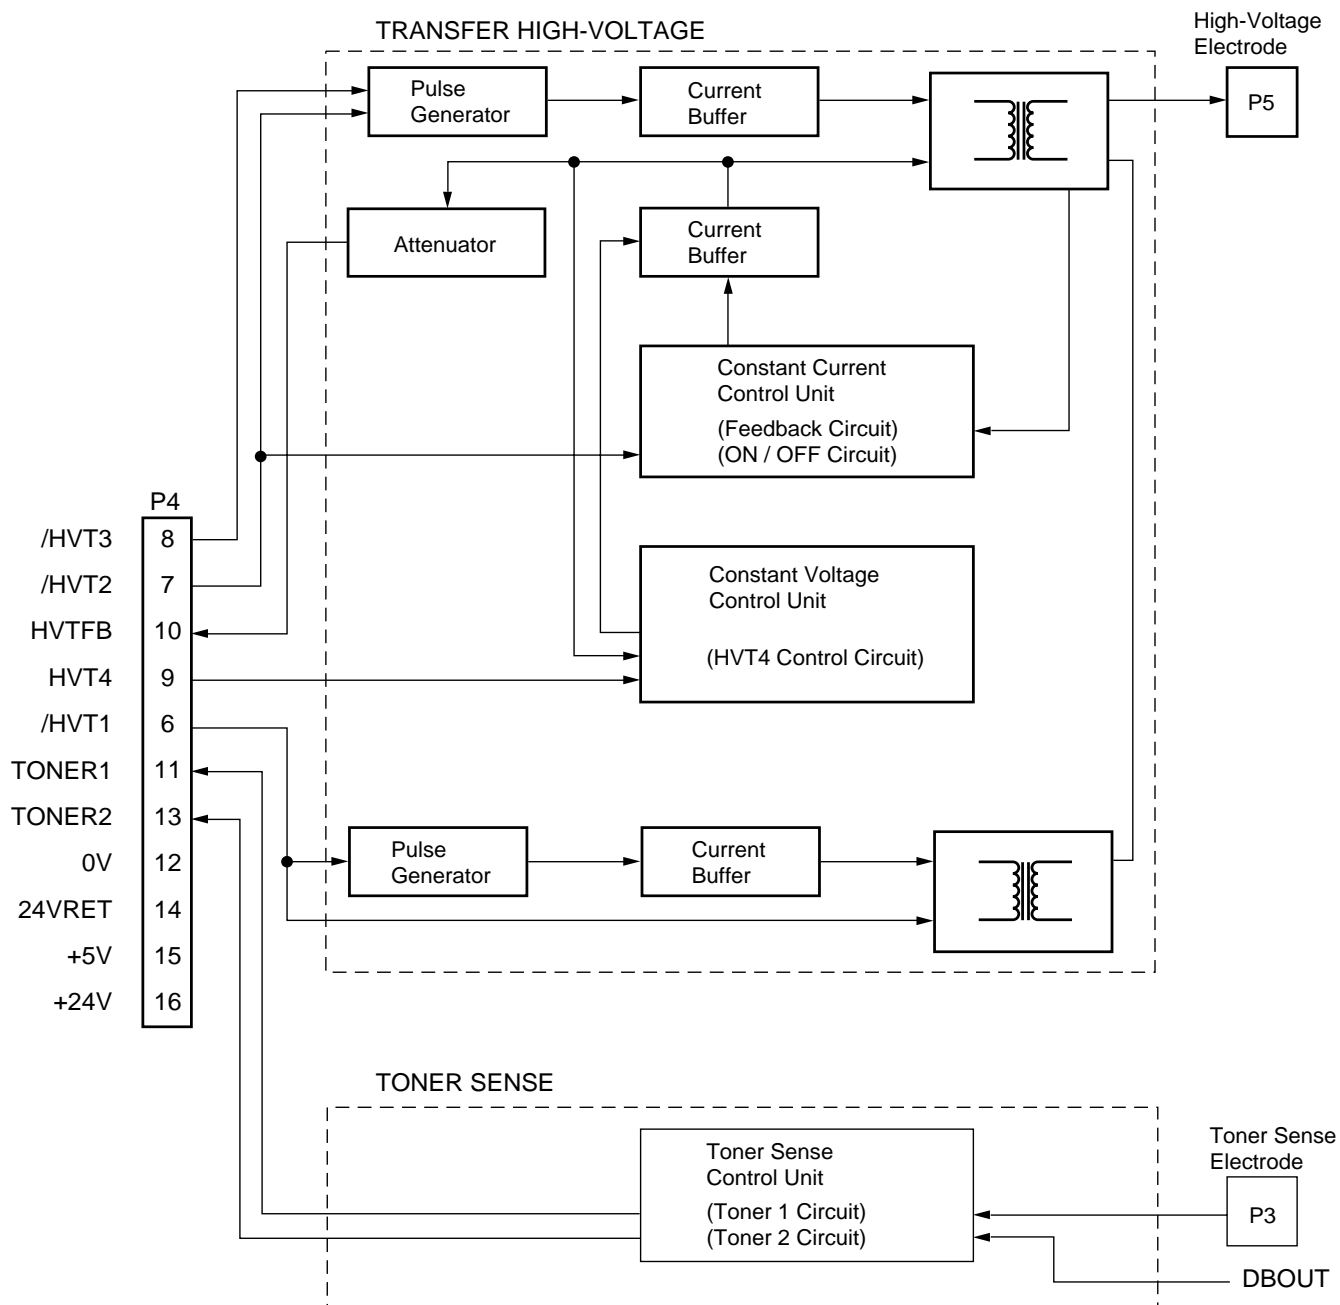 TRANSFER HIGH-VOLTAGE
High-Voltage
Electrode
P5
Pulse
Generator
Current
Buffer
Attenuator
Current
Buffer
Constant Current
Control Unit
(Feedback Circuit)
(ON / OFF Circuit)
Constant Voltage
Control Unit
(HVT4 Control Circuit)
P4
/HVT3 8
/HVT2 7
HVTFB 10
HVT4 9
/HVT1 6
TONER1 11
TONER2 13
0V 12
24VRET 14
+5V 15
+24V 16
Pulse
Generator
Current
Buffer
TONER SENSE
Toner Sense
Control Unit
(Toner 1 Circuit)
(Toner 2 Circuit)
Toner Sense
Electrode
P3
DBOUT